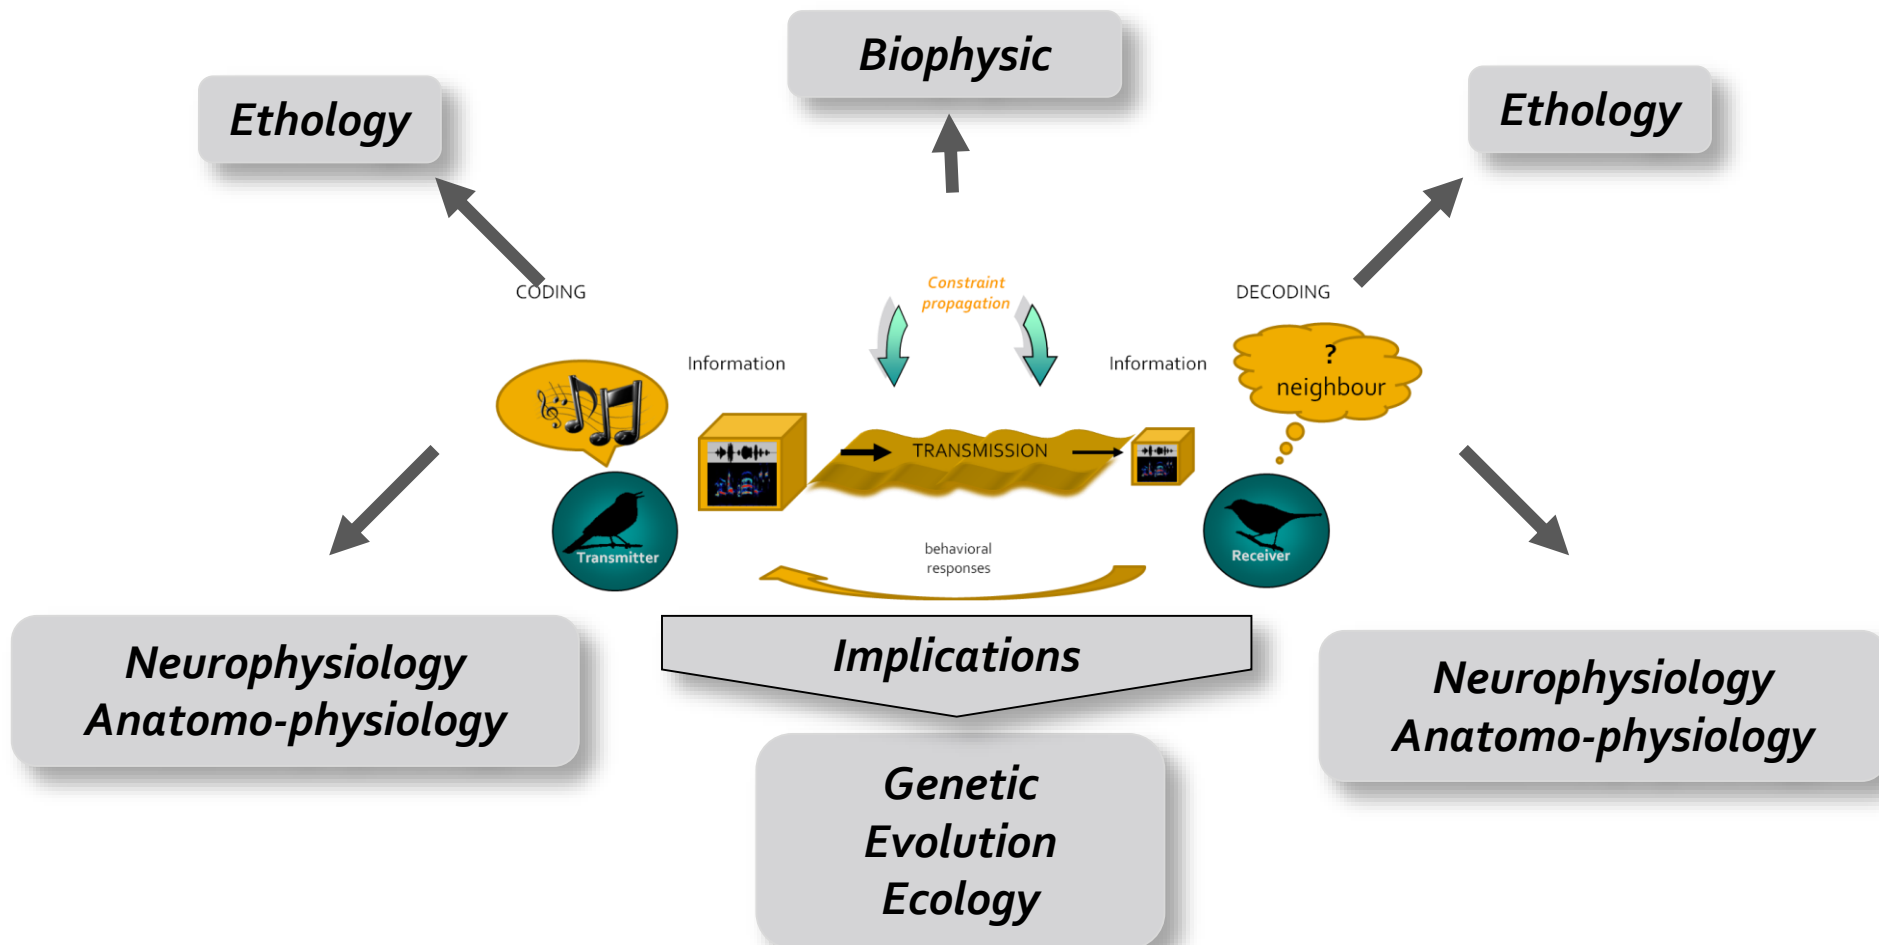 Biophysic
Ethology
Ethology
CODING
Constraint
propagation
DECODING
Information
Information
?
neighbour
TRANSMISSION
Transmitter
Receiver
behavioral
responses
Implications
Neurophysiology
Anatomo-physiology
Neurophysiology
Anatomo-physiology
Genetic
Evolution
Ecology